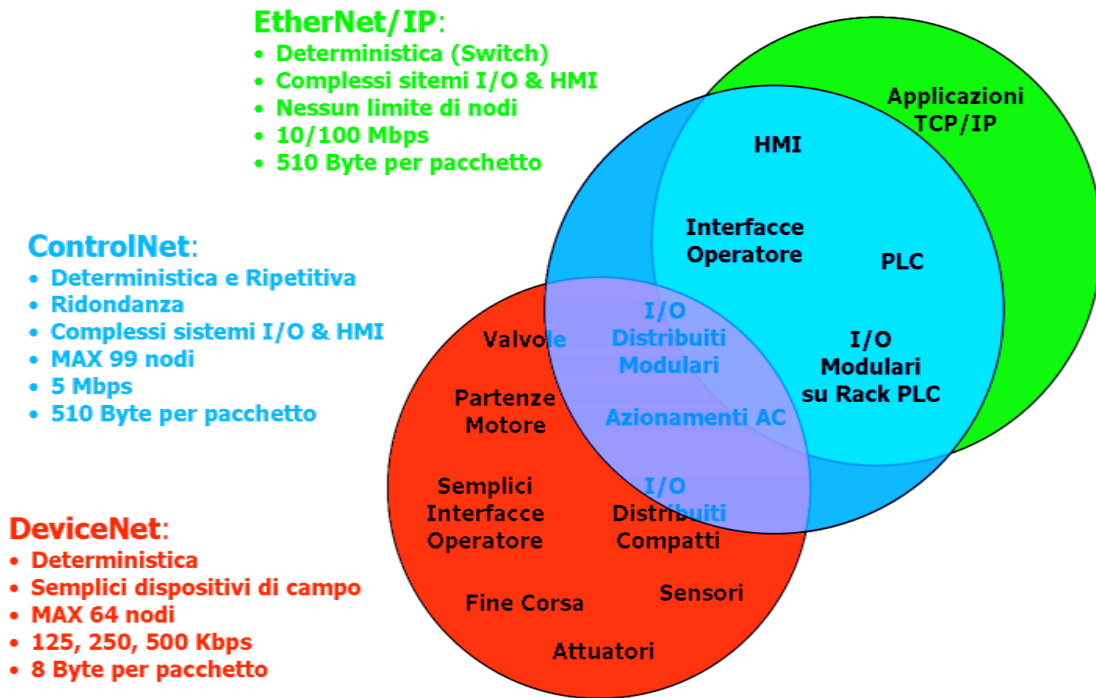 EtherNet/IP:
• Deterministica (Switch)
• Complessi sitemi I/O & HMI
• Nessun limite di nodi
• 10/100 Mbps
• 510 Byte per pacchetto
ControlNet:
• Deterministica e Ripetitiva
• Ridondanza
• Complessi sistemi I/O & HMI
• MAX 99 nodi
• 5 Mbps
• 510 Byte per pacchetto
DeviceNet:
• Deterministica
• Semplici dispositivi di campo
• MAX 64 nodi
• 125, 250, 500 Kbps
• 8 Byte per pacchetto
Applicazioni
TCP/IP
HMI
Interfacce
Operatore
PLC
I/O
Modulari
su Rack PLC
I/O
Distribuiti
Modulari
Valvole
Azionamenti AC
Partenze
Motore
I/O
Distribuiti
Compatti
Semplici
Interfacce
Operatore
Sensori
Fine Corsa
Attuatori